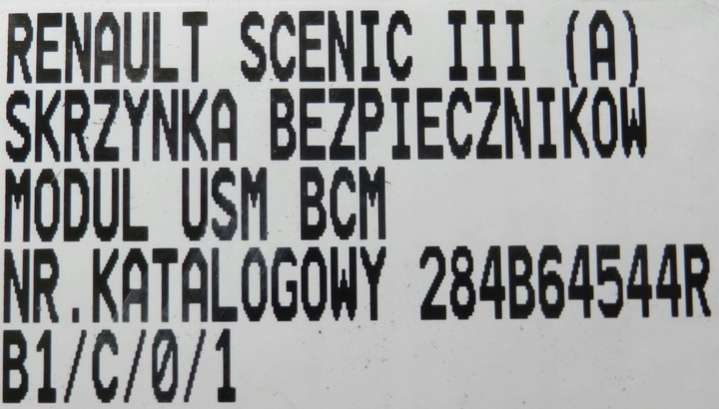 RENAULT SCENIC III (A)
SKRZYNKA BEZPIECZNIKOW
MODUL USM BCM
NR.KATALOGOWY 284B64544R
B1/C/0/1